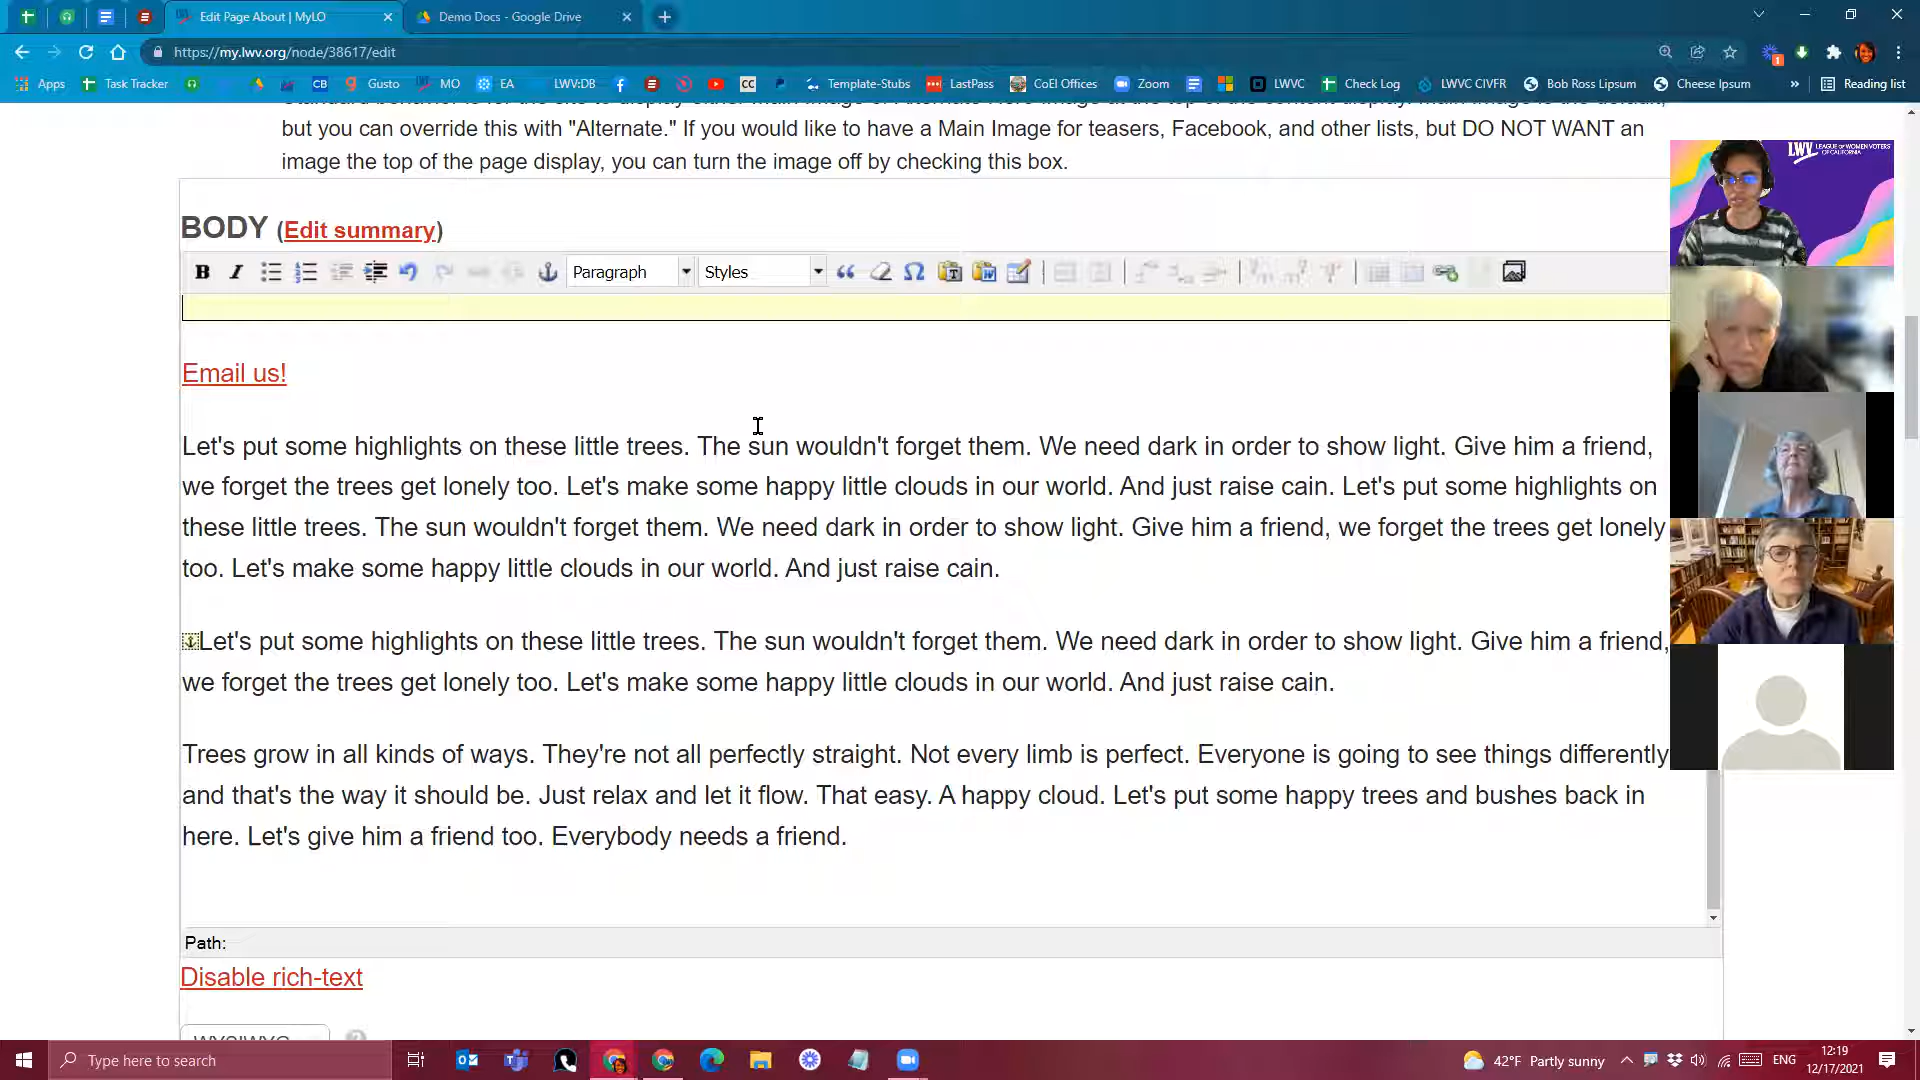 Edit Page About | MyLO
Demo Docs - Google Drive
https://my.lwv.org/node/38617/edit
Apps
Task Tracker
CB
Gusto
MO
EA
LWV:DB
CC
Template-Stubs
LastPass
CoEl Offices
Zoom
LWVC
Check Log
LWVC CIVFR
Bob Ross Lipsum
Cheese Ipsum
»
Reading list
but you can override this with "Alternate." If you would like to have a Main Image for teasers, Facebook, and other lists, but DO NOT WANT an
image the top of the page display, you can turn the image off by checking this box.
LWV LEAGUE OF WOMEN VOTERS
OF CALIFORNIA
BODY (Edit summary)
B I Paragraph Styles
Email us!
Let's put some highlights on these little trees. The sun wouldn't forget them. We need dark in order to show light. Give him a friend,
we forget the trees get lonely too. Let's make some happy little clouds in our world. And just raise cain. Let's put some highlights on
these little trees. The sun wouldn't forget them. We need dark in order to show light. Give him a friend, we forget the trees get lonely
too. Let's make some happy little clouds in our world. And just raise cain.
Let's put some highlights on these little trees. The sun wouldn't forget them. We need dark in order to show light. Give him a friend,
we forget the trees get lonely too. Let's make some happy little clouds in our world. And just raise cain.
Trees grow in all kinds of ways. They're not all perfectly straight. Not every limb is perfect. Everyone is going to see things differently
and that's the way it should be. Just relax and let it flow. That easy. A happy cloud. Let's put some happy trees and bushes back in
here. Let's give him a friend too. Everybody needs a friend.
Path:
Disable rich-text
Type here to search
42°F Partly sunny
ENG
12:19
12/17/2021